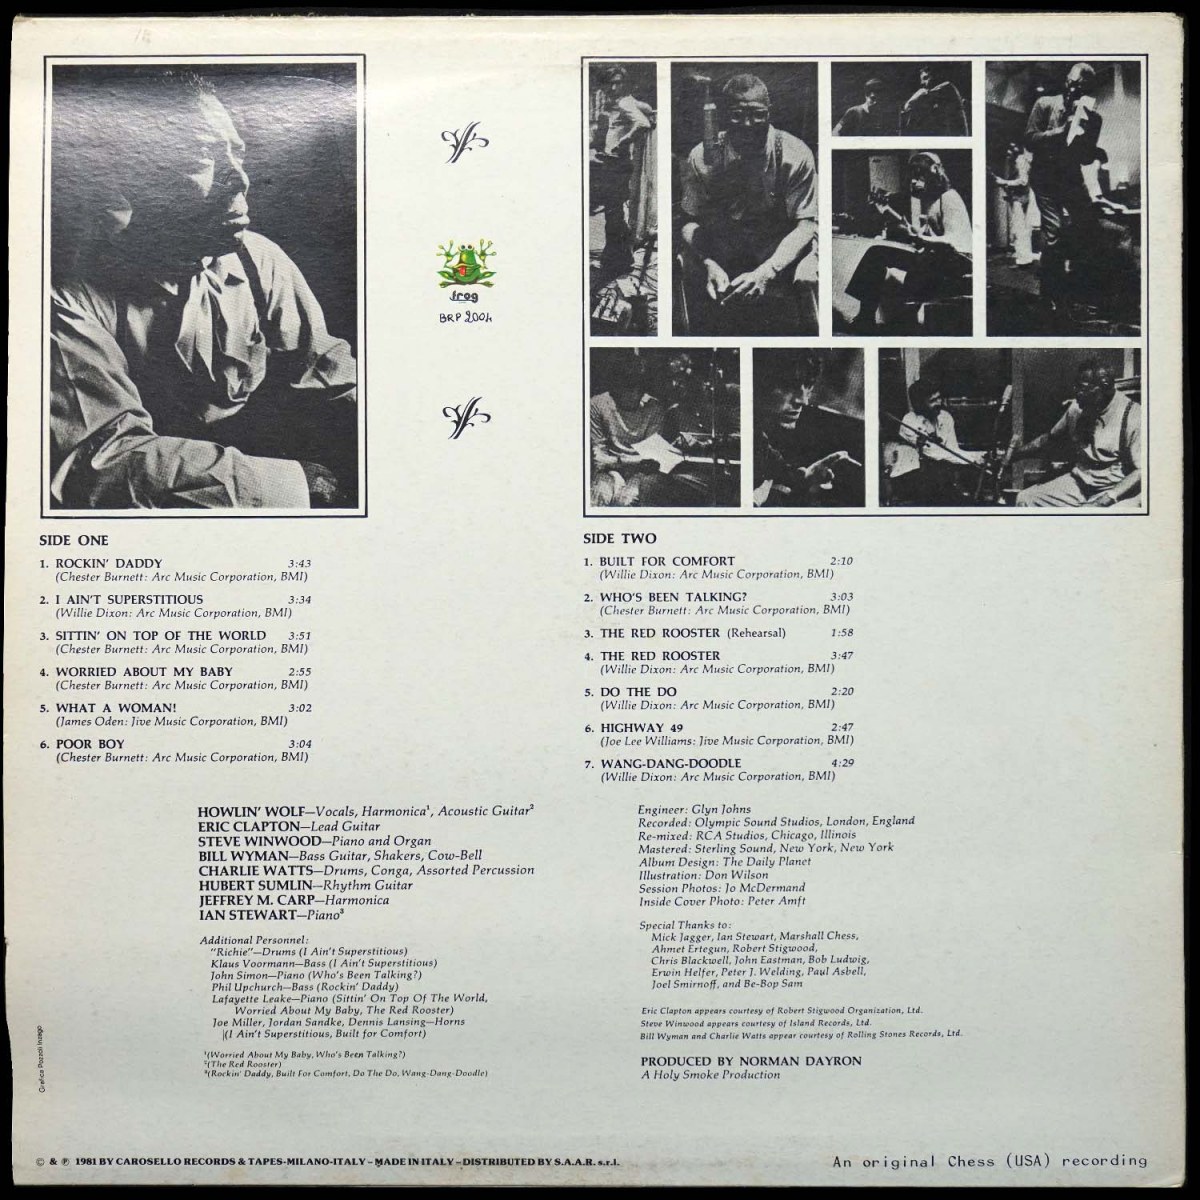 frog
BRP 2004
SIDE ONE
1. ROCKIN' DADDY 3:43
(Chester Burnett: Arc Music Corporation, BMI)
2. I AIN'T SUPERSTITIOUS 3:34
(Willie Dixon: Arc Music Corporation, BMI)
3. SITTIN' ON TOP OF THE WORLD 3:51
(Chester Burnett: Arc Music Corporation, BMI)
4. WORRIED ABOUT MY BABY 2:55
(Chester Burnett: Arc Music Corporation, BMI)
5. WHAT A WOMAN! 3:02
(James Oden: Jive Music Corporation, BMI)
6. POOR BOY 3:04
(Chester Burnett: Arc Music Corporation, BMI)
SIDE TWO
1. BUILT FOR COMFORT 2:10
(Willie Dixon: Arc Music Corporation, BMI)
2. WHO'S BEEN TALKING? 3:03
(Chester Burnett: Arc Music Corporation, BMI)
3. THE RED ROOSTER (Rehearsal) 1:58
4. THE RED ROOSTER 3:47
(Willie Dixon: Arc Music Corporation, BMI)
5. DO THE DO 2:20
(Willie Dixon: Arc Music Corporation, BMI)
6. HIGHWAY 49 2:47
(Joe Lee Williams: Jive Music Corporation, BMI)
7. WANG-DANG-DOODLE 4:29
(Willie Dixon: Arc Music Corporation, BMI)
HOWLIN' WOLF—Vocals, Harmonica¹, Acoustic Guitar²
ERIC CLAPTON—Lead Guitar
STEVE WINWOOD—Piano and Organ
BILL WYMAN—Bass Guitar, Shakers, Cow-Bell
CHARLIE WATTS—Drums, Conga, Assorted Percussion
HUBERT SUMLIN—Rhythm Guitar
JEFFREY M. CARP—Harmonica
IAN STEWART—Piano³
Additional Personnel:
"Richie"—Drums (I Ain't Superstitious)
Klaus Voormann—Bass (I Ain't Superstitious)
John Simon—Piano (Who's Been Talking?)
Phil Upchurch—Bass (Rockin' Daddy)
Lafayette Leake—Piano (Sittin' On Top Of The World,
Worried About My Baby, The Red Rooster)
Joe Miller, Jordan Sandke, Dennis Lansing—Horns
(I Ain't Superstitious, Built for Comfort)
¹(Worried About My Baby, Who's Been Talking?)
²(The Red Rooster)
³(Rockin' Daddy, Built For Comfort, Do The Do, Wang-Dang-Doodle)
Engineer: Glyn Johns
Recorded: Olympic Sound Studios, London, England
Re-mixed: RCA Studios, Chicago, Illinois
Mastered: Sterling Sound, New York, New York
Album Design: The Daily Planet
Illustration: Don Wilson
Session Photos: Jo McDermand
Inside Cover Photo: Peter Amft
Special Thanks to:
Mick Jagger, Ian Stewart, Marshall Chess,
Ahmet Ertegun, Robert Stigwood,
Chris Blackwell, John Eastman, Bob Ludwig,
Erwin Helfer, Peter J. Welding, Paul Asbell,
Joel Smirnoff, and Be-Bop Sam
Eric Clapton appears courtesy of Robert Stigwood Organization, Ltd.
Steve Winwood appears courtesy of Island Records, Ltd.
Bill Wyman and Charlie Watts appear courtesy of Rolling Stones Records, Ltd.
PRODUCED BY NORMAN DAYRON
A Holy Smoke Production
© & ℗ 1981 BY CAROSELLO RECORDS & TAPES-MILANO-ITALY – MADE IN ITALY – DISTRIBUTED BY S.A.A.R. s.r.l.
An original Chess (USA) recording